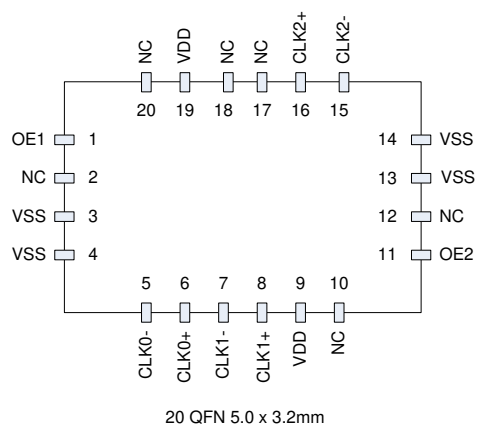 NC VDD NC NC CLK2+ CLK2-
20 19 18 17 16 15
OE1 1 14 VSS
NC 2 13 VSS
VSS 3 12 NC
VSS 4 11 OE2
5 6 7 8 9 10
CLK0- CLK0+ CLK1- CLK1+ VDD NC
20 QFN 5.0 x 3.2mm